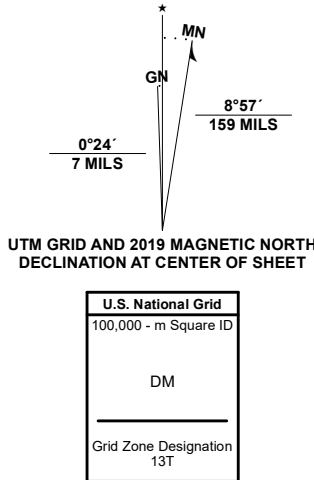 ★
MN
GN
8°57´
159 MILS
0°24´
7 MILS
UTM GRID AND 2019 MAGNETIC NORTH
DECLINATION AT CENTER OF SHEET
U.S. National Grid
100,000 - m Square ID
DM
Grid Zone Designation
13T